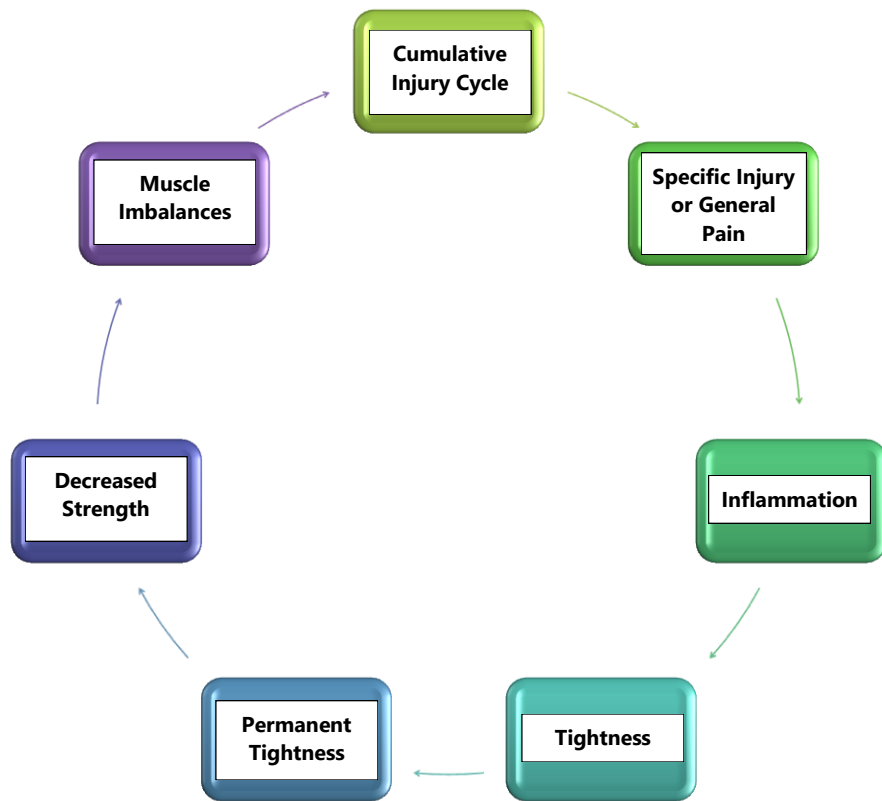 Cumulative
Injury Cycle
Specific Injury
or General
Pain
Inflammation
Tightness
Permanent
Tightness
Decreased
Strength
Muscle
Imbalances